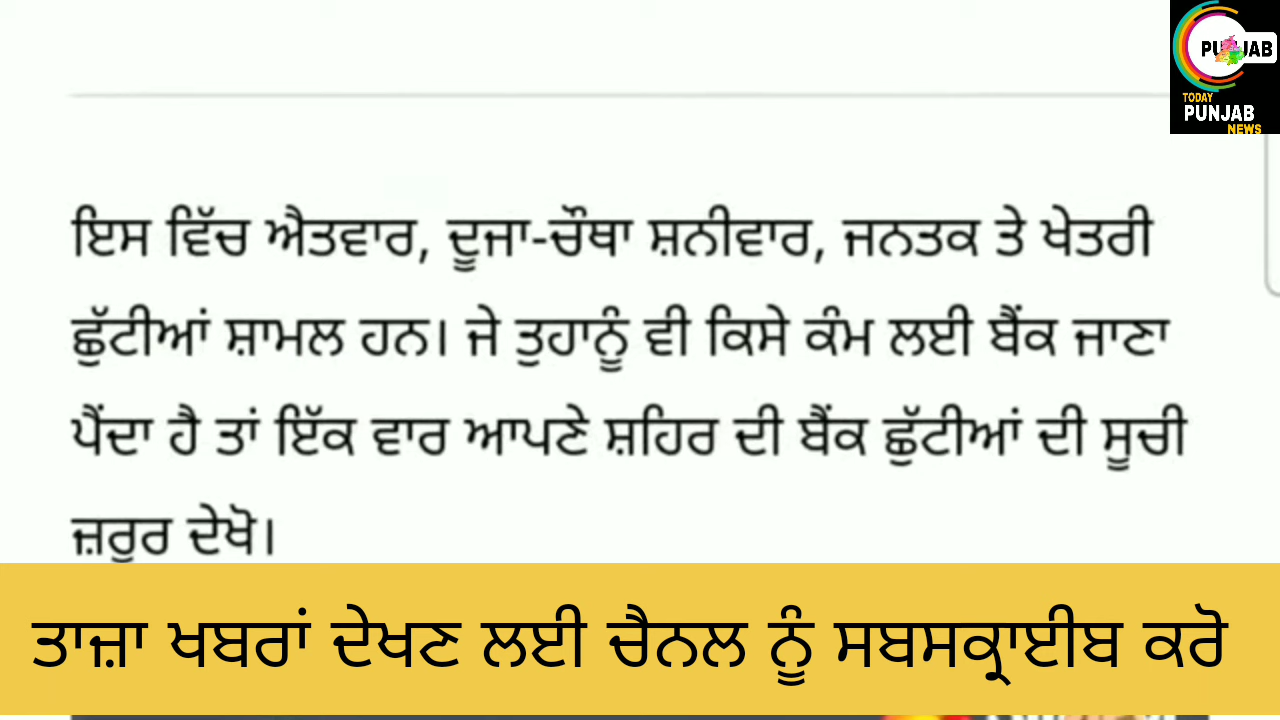 PUNJAB
TODAY
PUNJAB
NEWS
ਇਸ ਵਿੱਚ ਐਤਵਾਰ, ਦੂਜਾ-ਚੌਥਾ ਸ਼ਨੀਵਾਰ, ਜਨਤਕ ਤੇ ਖੇਤਰੀ
ਛੁੱਟੀਆਂ ਸ਼ਾਮਲ ਹਨ। ਜੇ ਤੁਹਾਨੂੰ ਵੀ ਕਿਸੇ ਕੰਮ ਲਈ ਬੈਂਕ ਜਾਣਾ
ਪੈਂਦਾ ਹੈ ਤਾਂ ਇੱਕ ਵਾਰ ਆਪਣੇ ਸ਼ਹਿਰ ਦੀ ਬੈਂਕ ਛੁੱਟੀਆਂ ਦੀ ਸੂਚੀ
ਜ਼ਰੁਰ ਦੇਖੋ।
ਤਾਜ਼ਾ ਖਬਰਾਂ ਦੇਖਣ ਲਈ ਚੈਨਲ ਨੂੰ ਸਬਸਕ੍ਰਾਈਬ ਕਰੋ